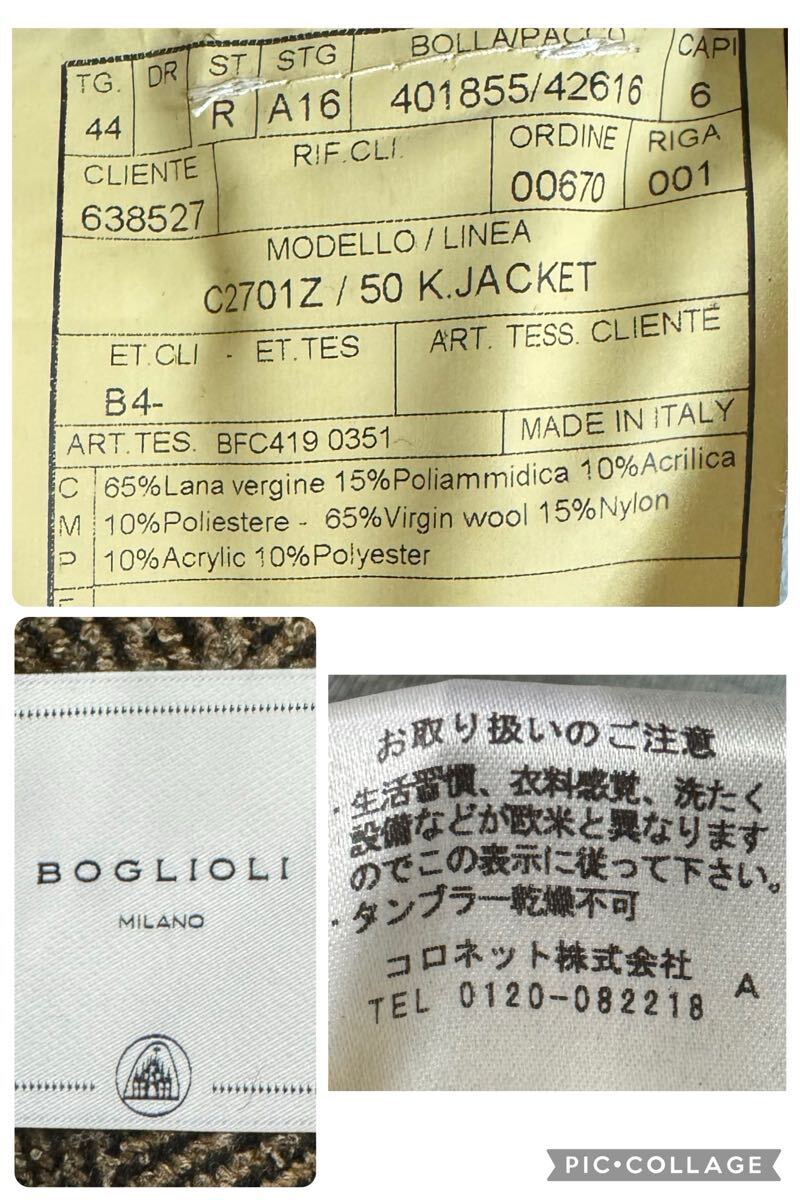 TG. DR ST STG BOLLA/PACCO CAPI
44 R A16 401855/42616 6
CLIENTE RIF.CLI. ORDINE RIGA
638527 00670 001
MODELLO / LINEA
C2701Z / 50 K.JACKET
ET.CLI - ET.TES ART. TESS. CLIENTE
B4-
ART.TES. BFC419 0351 MADE IN ITALY
C 65%Lana vergine 15%Poliammidica 10%Acrilica
M 10%Poliestere - 65%Virgin wool 15%Nylon
P 10%Acrylic 10%Polyester
BOGLIOLI
MILANO
お取り扱いのご注意
・生活習慣、衣料感覚、洗たく
設備などが欧米と異なります
のでこの表示に従って下さい。
・タンブラー乾燥不可
コロネット株式会社
TEL 0120-082218 A
PIC•COLLAGE